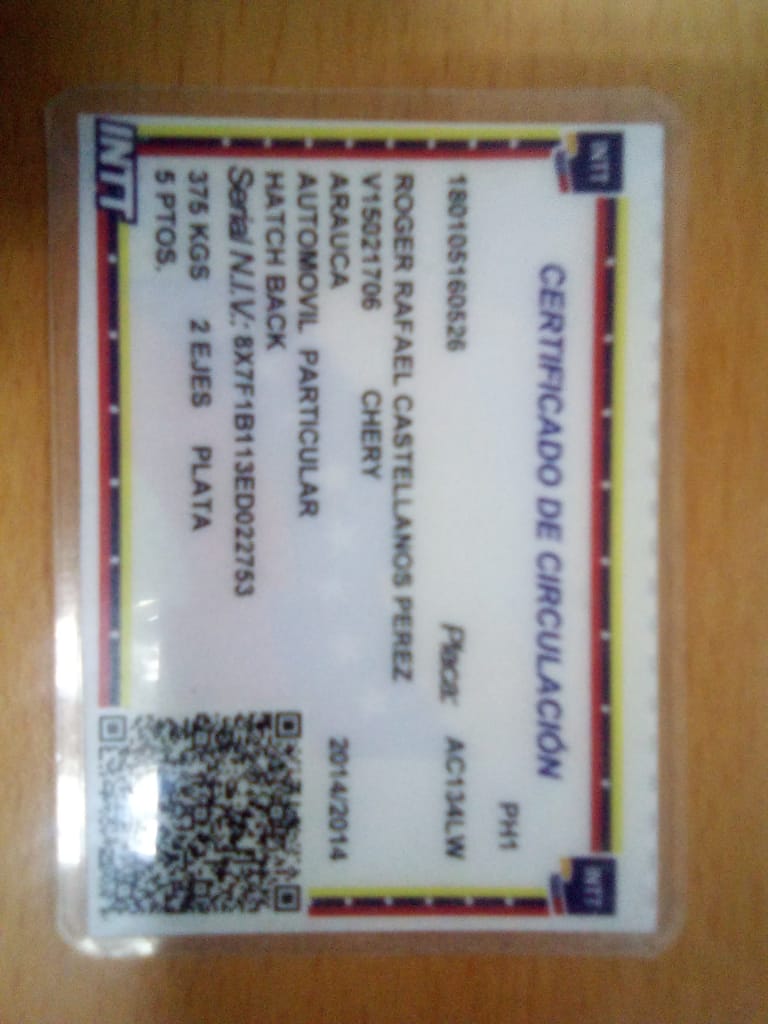 INTT INTT
CERTIFICADO DE CIRCULACIÓN
PH1
180105160526 Placa: AC134LW
ROGER RAFAEL CASTELLANOS PEREZ
V15021706 CHERY
ARAUCA 2014/2014
AUTOMOVIL PARTICULAR
HATCH BACK
Serial N.I.V.: 8X7F1B113ED022753
375 KGS 2 EJES PLATA
5 PTOS.
INTT